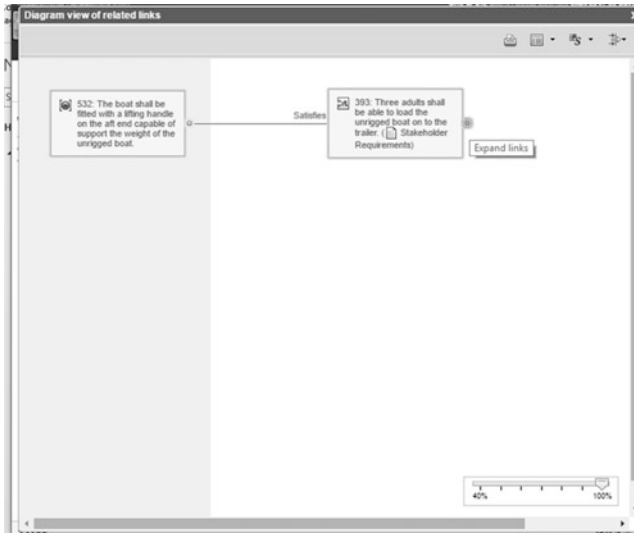 Diagram view of related links
532: The boat shall be
fitted with a lifting handle
on the aft end capable of
support the weight of the
unrigged boat.
Satisfies
393: Three adults shall
be able to load the
unrigged boat on to the
trailer. ( Stakeholder
Requirements)
Expand links
40%
100%